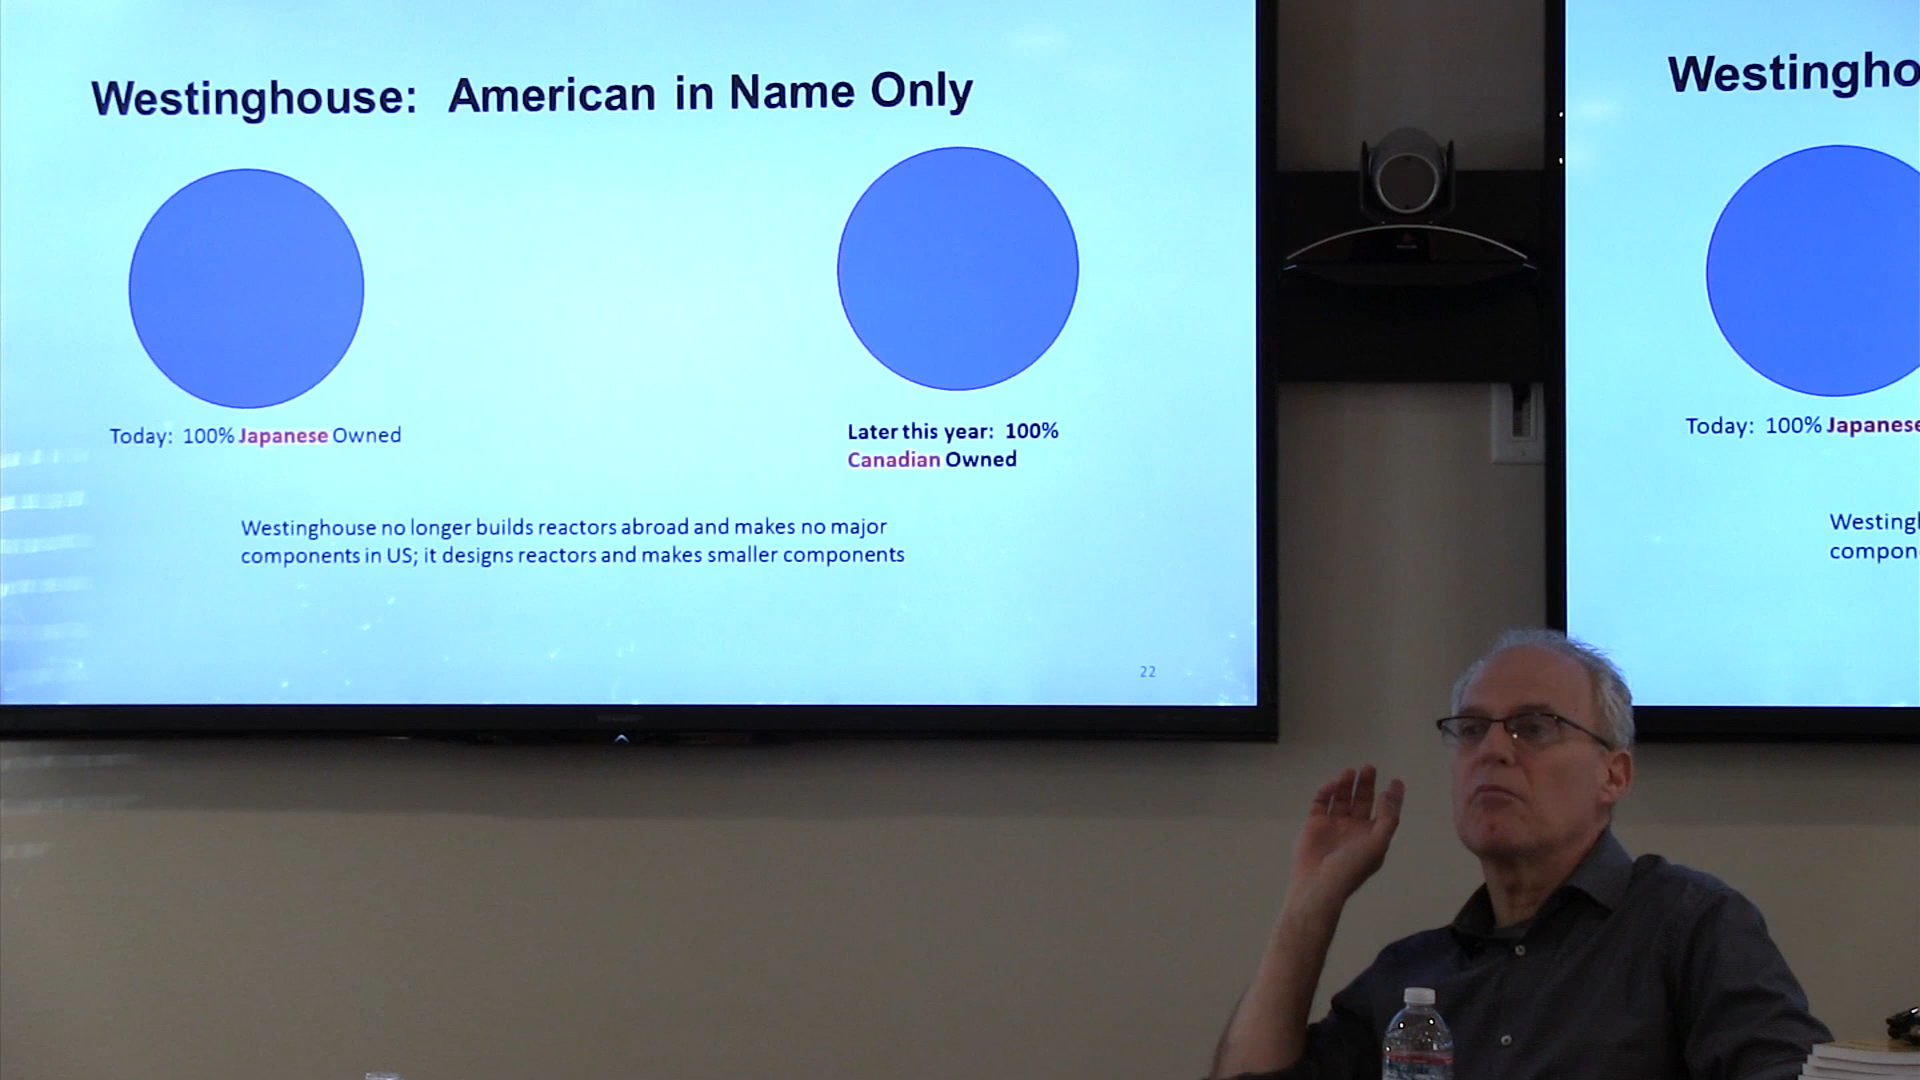 Westinghouse: American in Name Only
Today: 100% Japanese Owned
Later this year: 100%
Canadian Owned
Westinghouse no longer builds reactors abroad and makes no major
components in US; it designs reactors and makes smaller components
22
Westingho
Today: 100% Japanese
Westingh
compon